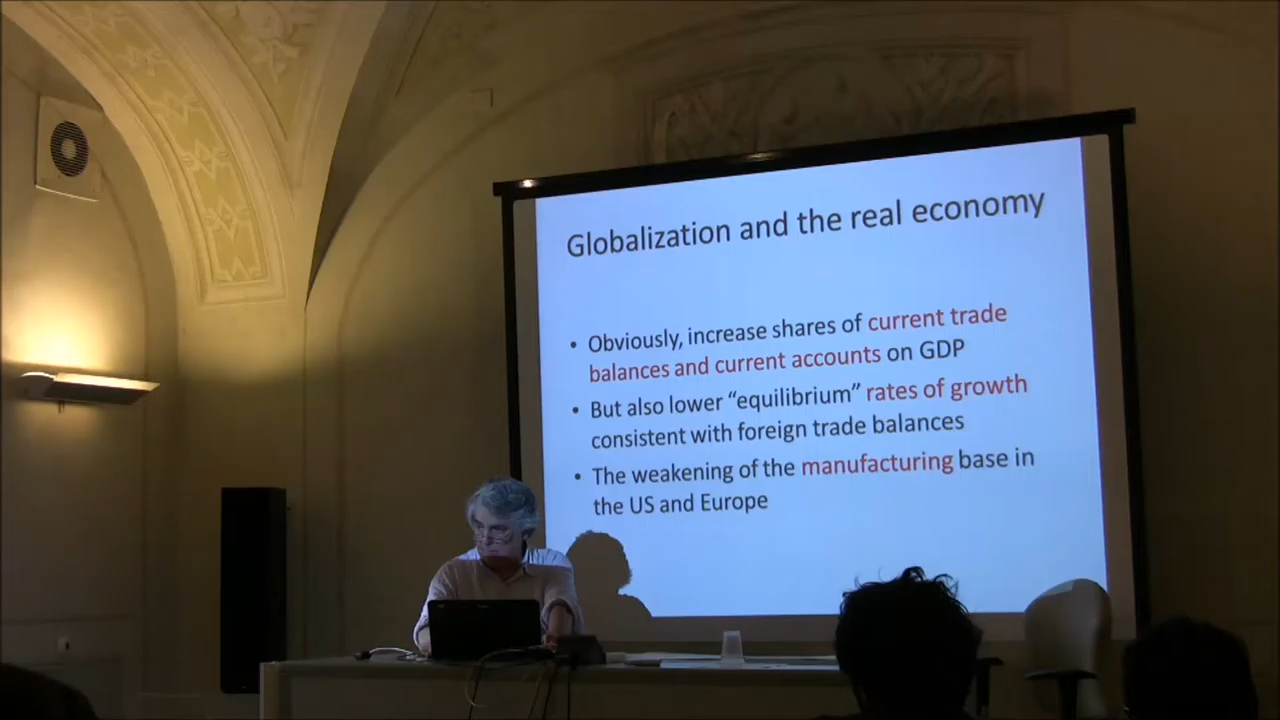 Globalization and the real economy
• Obviously, increase shares of current trade
balances and current accounts on GDP
• But also lower “equilibrium” rates of growth
consistent with foreign trade balances
• The weakening of the manufacturing base in
the US and Europe